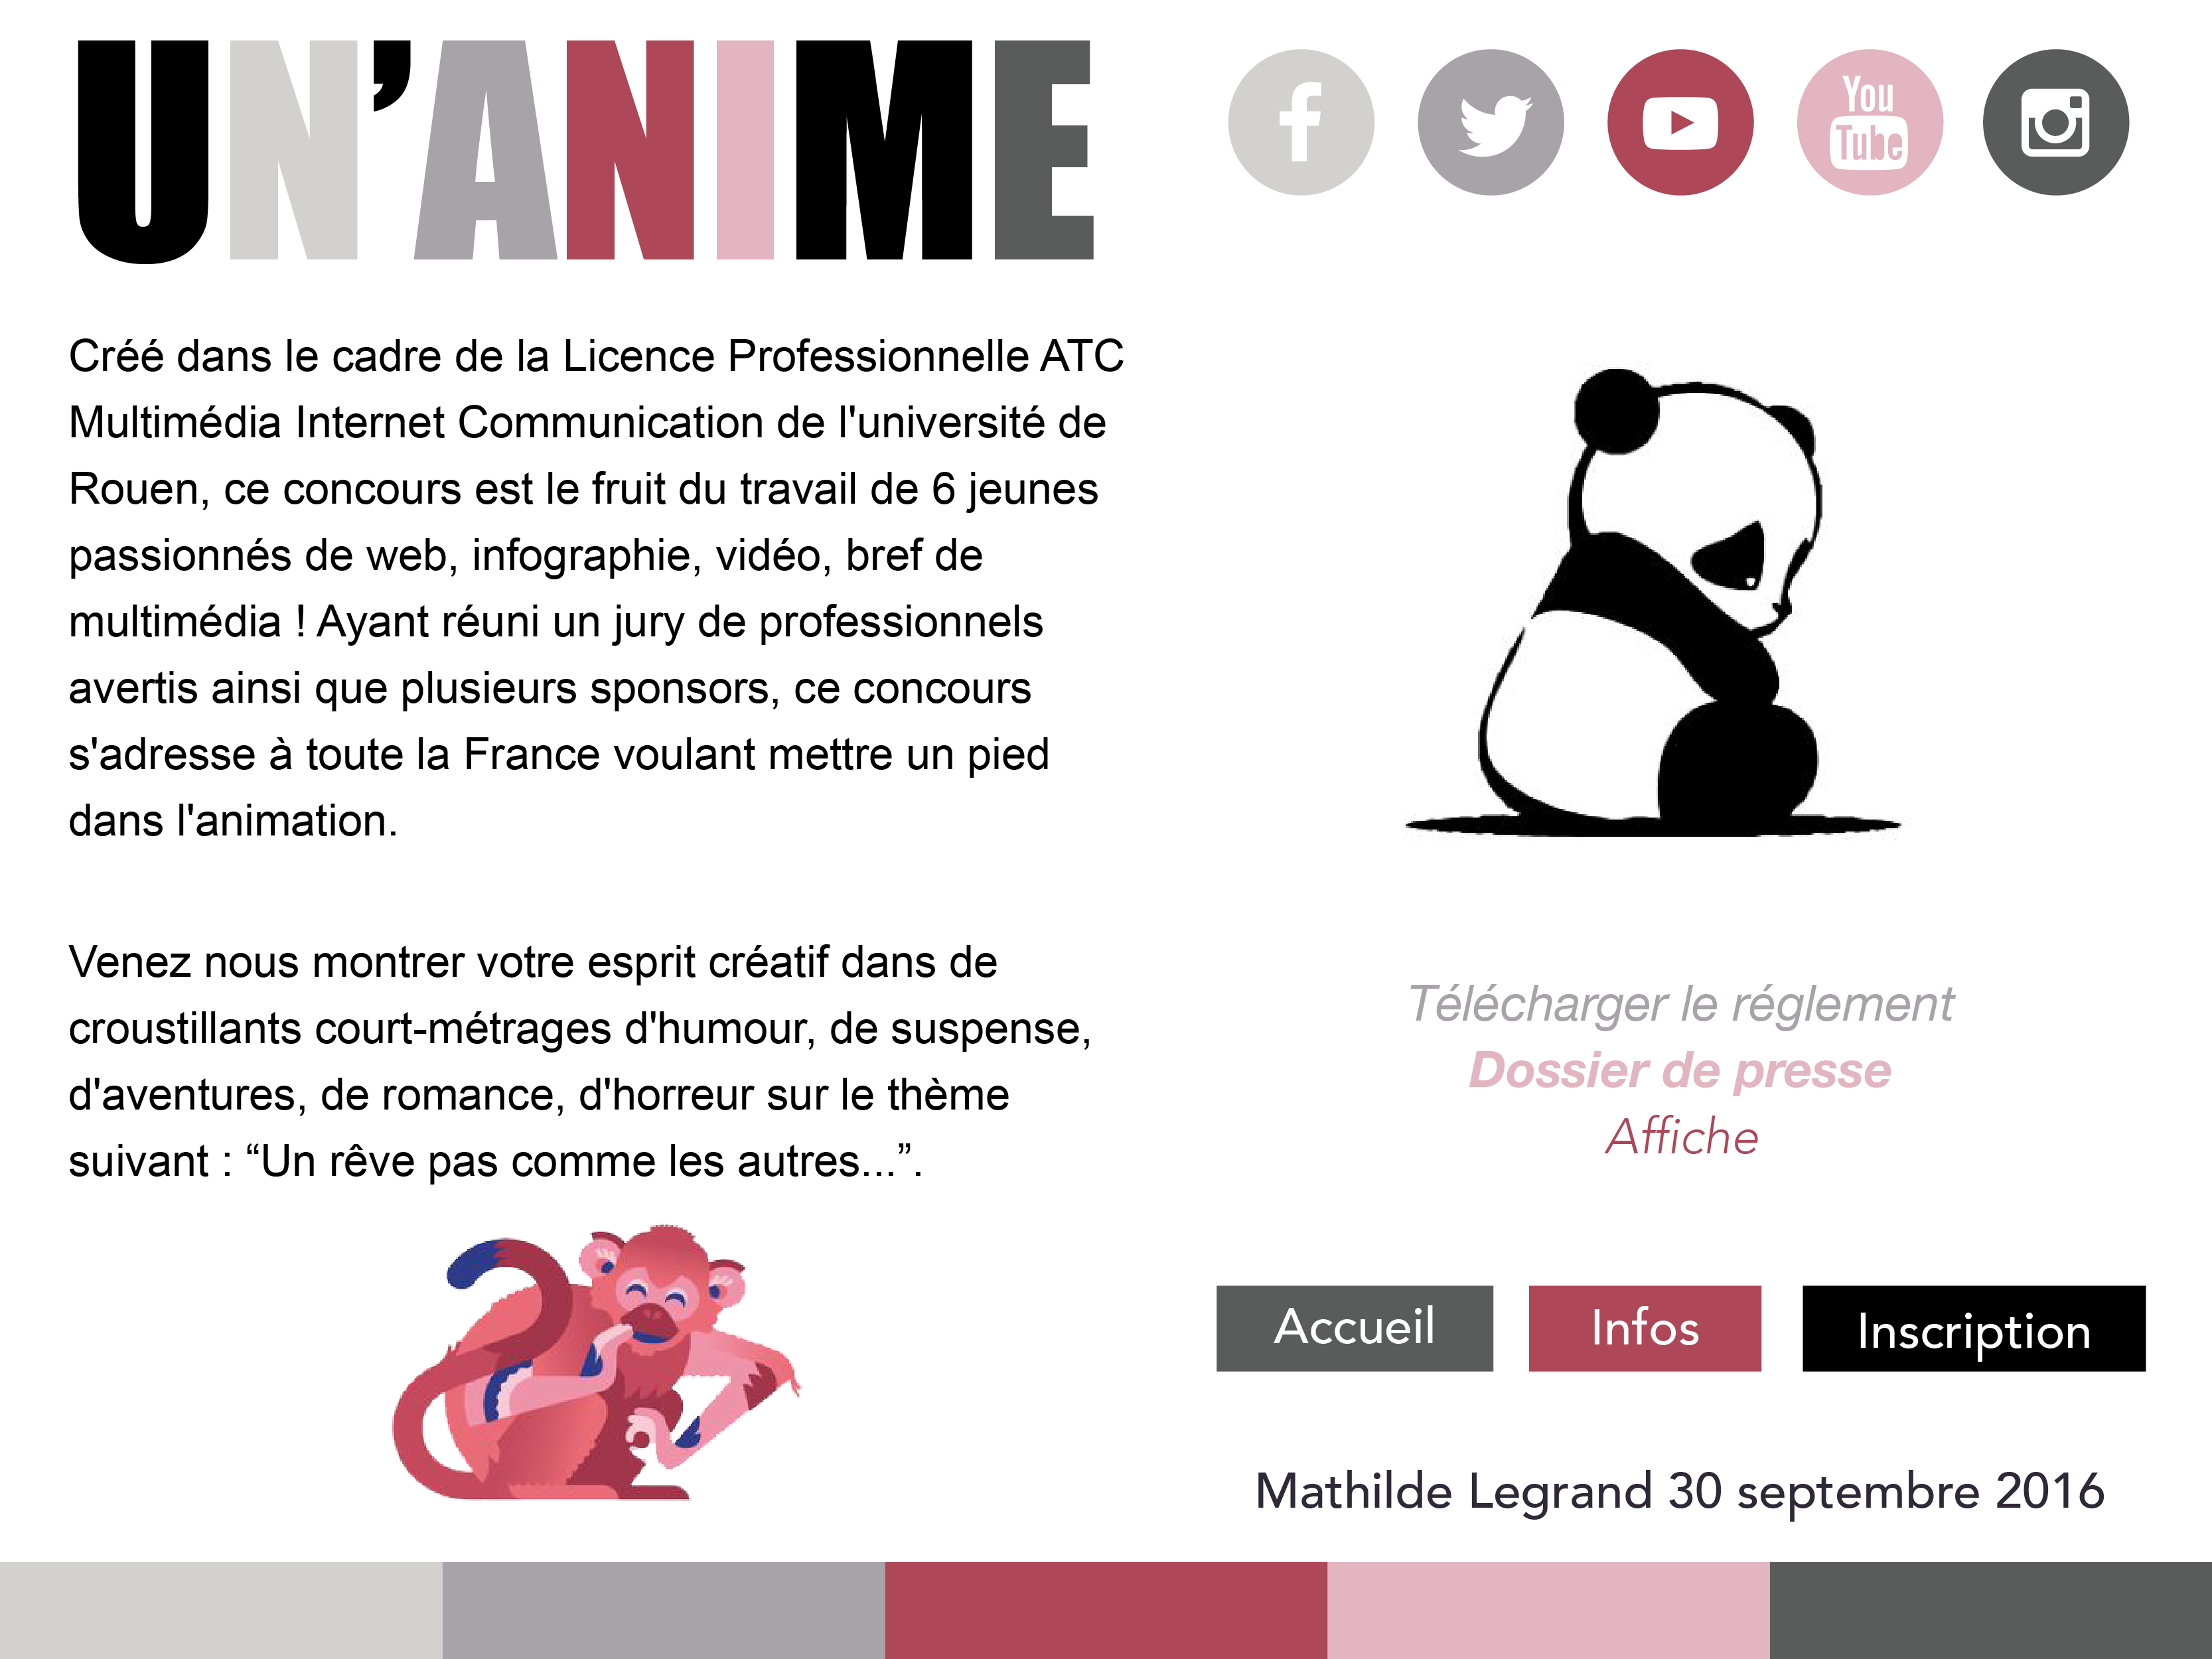 UN'ANIME
You
Tube
Créé dans le cadre de la Licence Professionnelle ATC
Multimédia Internet Communication de l'université de
Rouen, ce concours est le fruit du travail de 6 jeunes
passionnés de web, infographie, vidéo, bref de
multimédia ! Ayant réuni un jury de professionnels
avertis ainsi que plusieurs sponsors, ce concours
s'adresse à toute la France voulant mettre un pied
dans l'animation.
Venez nous montrer votre esprit créatif dans de
croustillants court-métrages d'humour, de suspense,
d'aventures, de romance, d'horreur sur le thème
suivant : “Un rêve pas comme les autres...”.
Télécharger le réglement
Dossier de presse
Affiche
Accueil
Infos
Inscription
Mathilde Legrand 30 septembre 2016